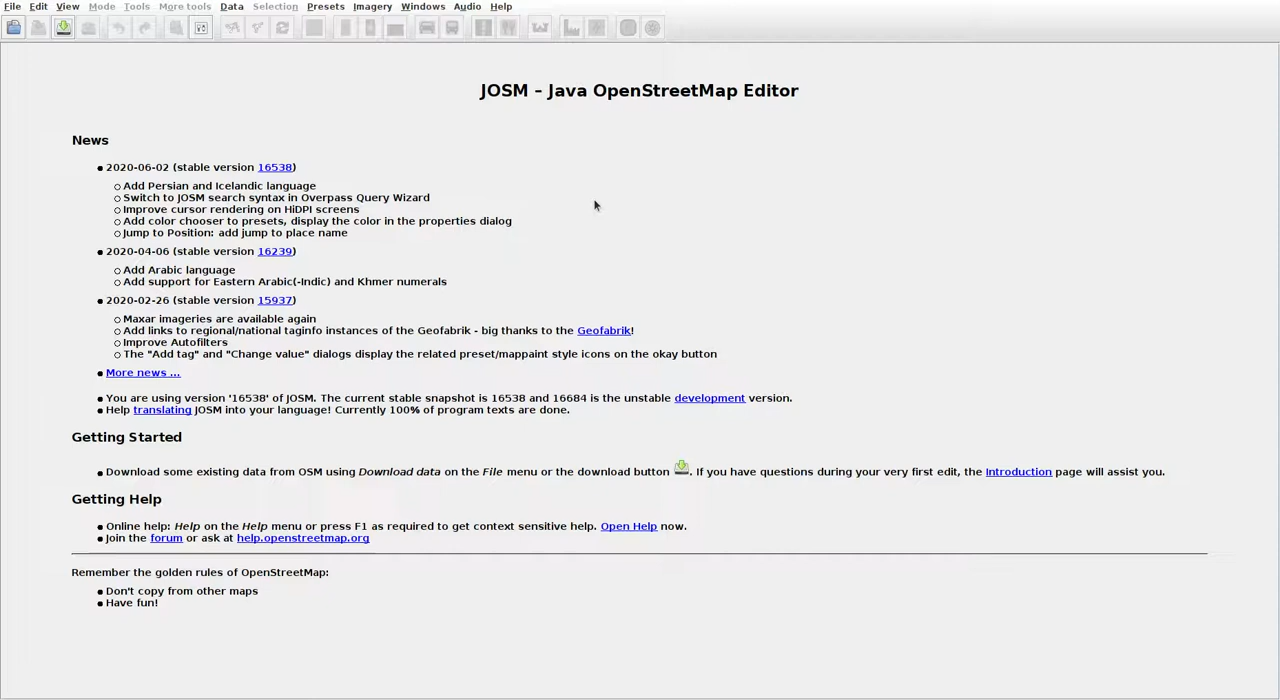 File Edit View Mode Tools More tools Data Selection Presets Imagery Windows Audio Help
JOSM – Java OpenStreetMap Editor
News
2020-06-02 (stable version 16538)
Add Persian and Icelandic language
Switch to JOSM search syntax in Overpass Query Wizard
Improve cursor rendering on HiDPI screens
Add color chooser to presets, display the color in the properties dialog
Jump to Position: add jump to place name
2020-04-06 (stable version 16239)
Add Arabic language
Add support for Eastern Arabic(-Indic) and Khmer numerals
2020-02-26 (stable version 15937)
Maxar imageries are available again
Add links to regional/national taginfo instances of the Geofabrik - big thanks to the Geofabrik!
Improve Autofilters
The "Add tag" and "Change value" dialogs display the related preset/mappaint style icons on the okay button
More news ...
You are using version '16538' of JOSM. The current stable snapshot is 16538 and 16684 is the unstable development version.
Help translating JOSM into your language! Currently 100% of program texts are done.
Getting Started
Download some existing data from OSM using Download data on the File menu or the download button . If you have questions during your very first edit, the Introduction page will assist you.
Getting Help
Online help: Help on the Help menu or press F1 as required to get context sensitive help. Open Help now.
Join the forum or ask at help.openstreetmap.org
Remember the golden rules of OpenStreetMap:
Don't copy from other maps
Have fun!